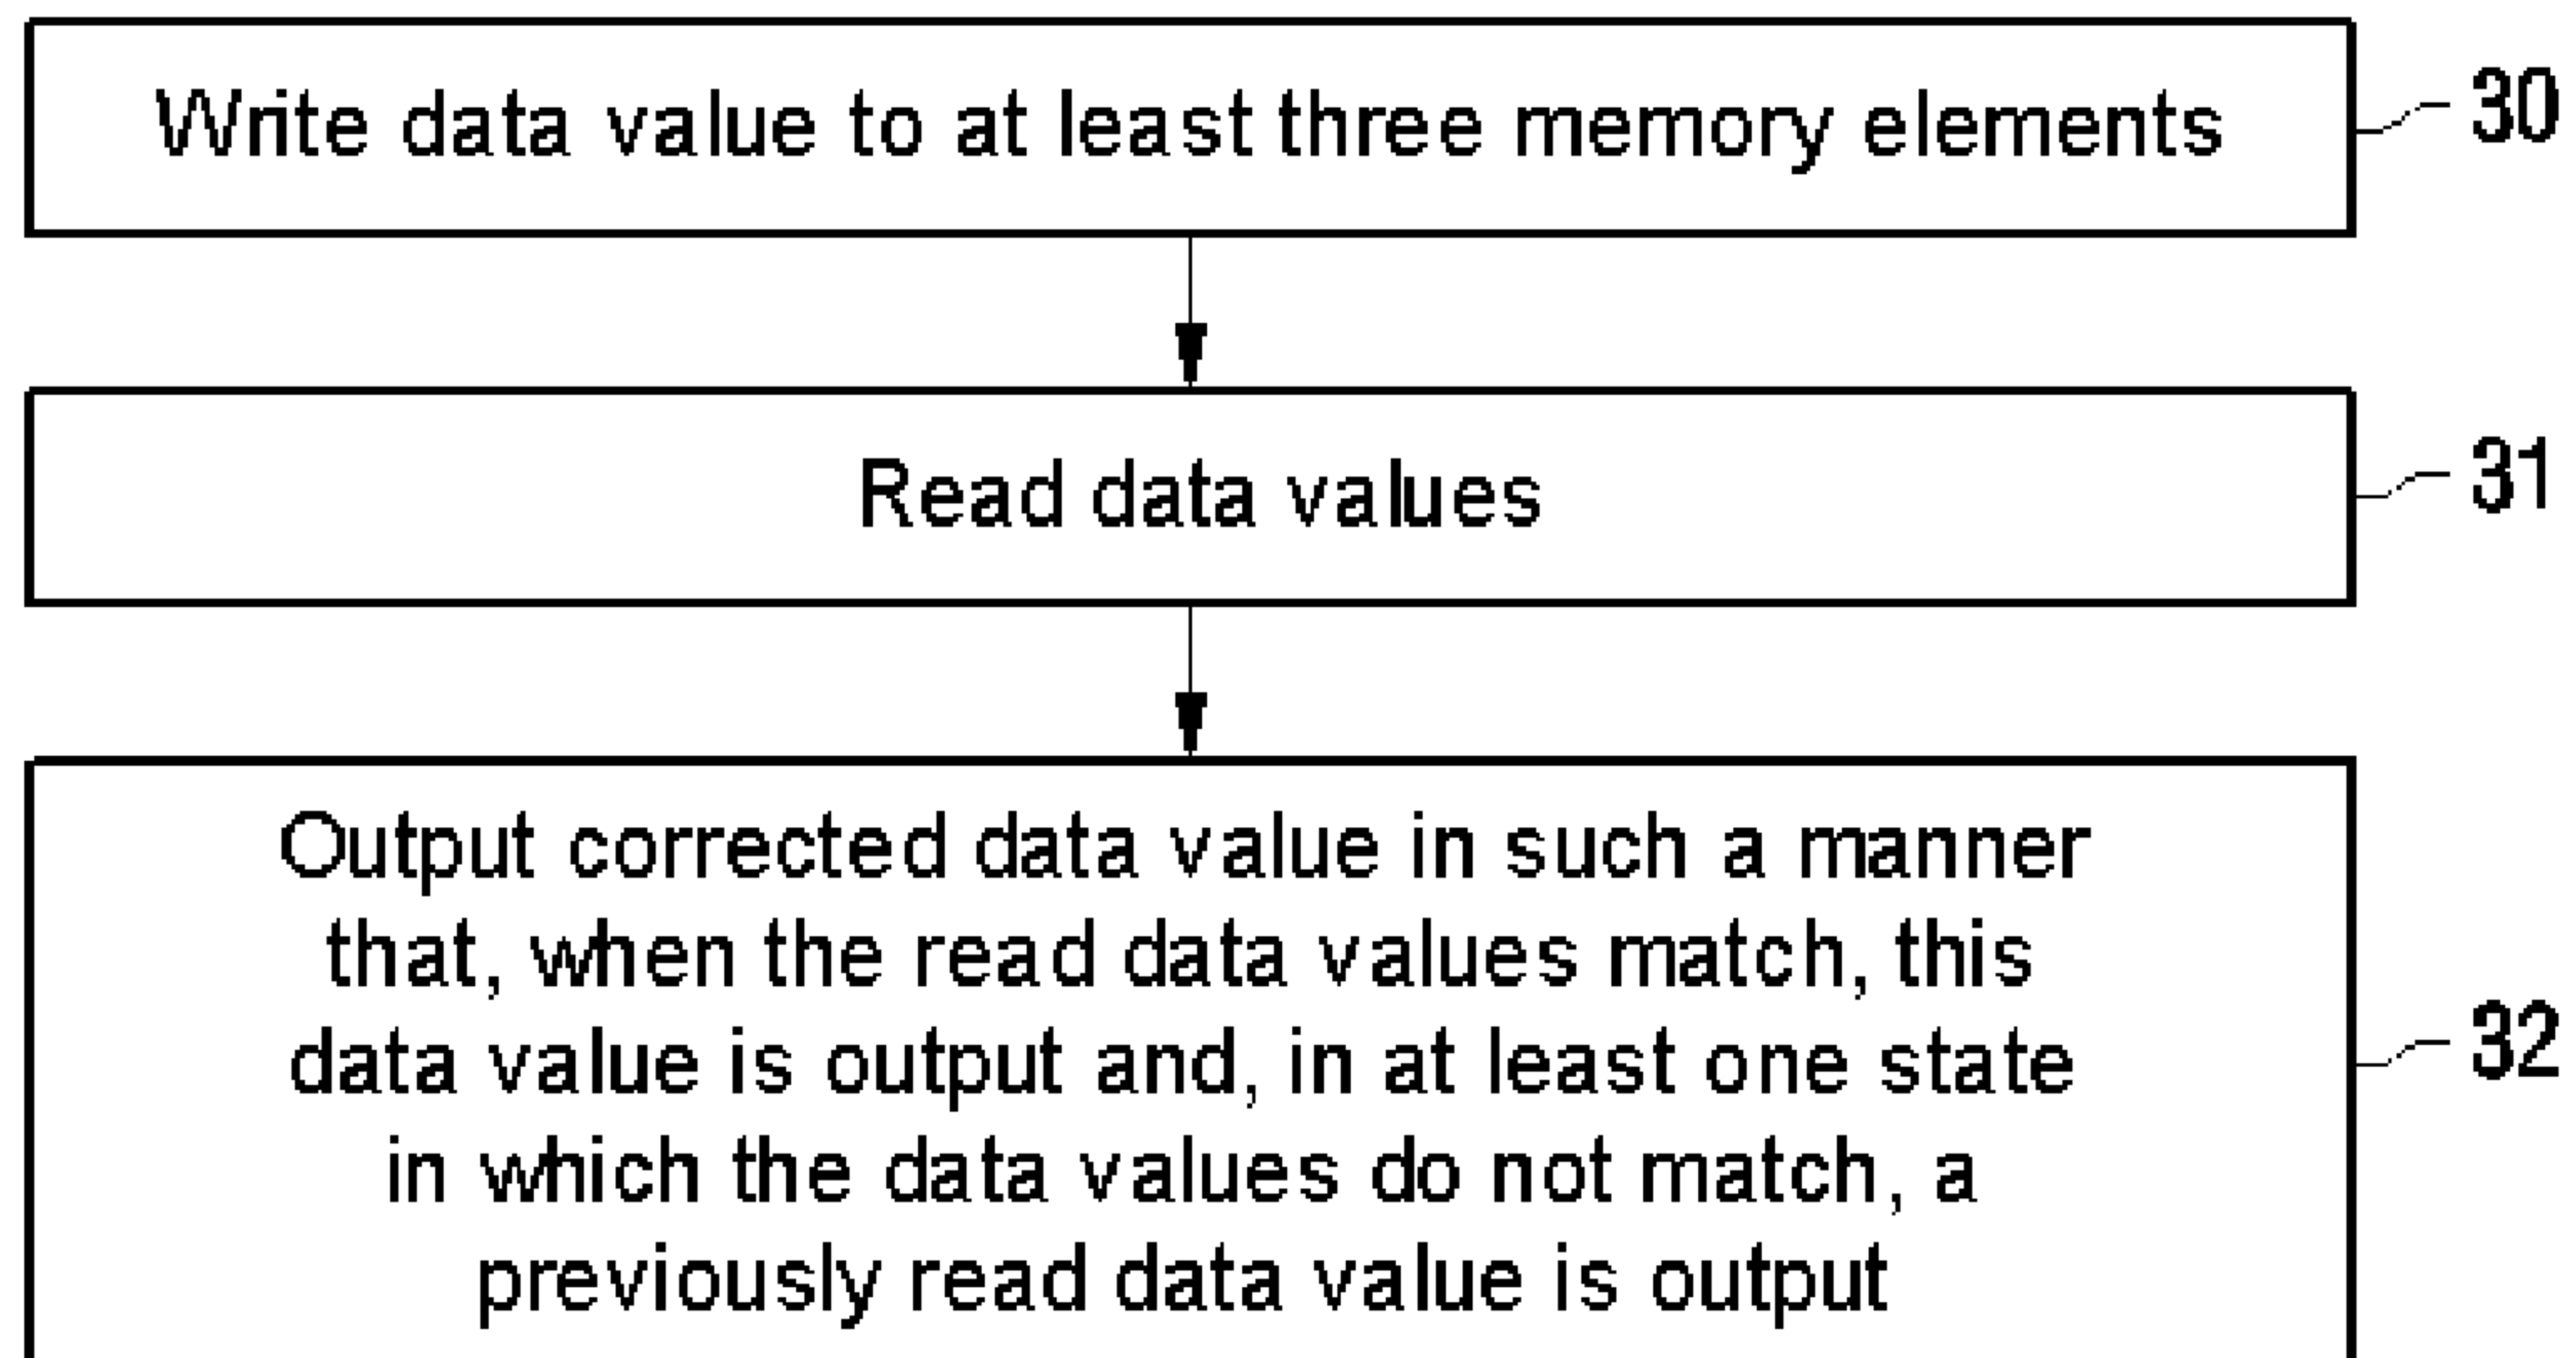 Write data value to at least three memory elements
30
Read data values
31
Output corrected data value in such a manner
that, when the read data values match, this
data value is output and, in at least one state
in which the data values do not match, a
previously read data value is output
32